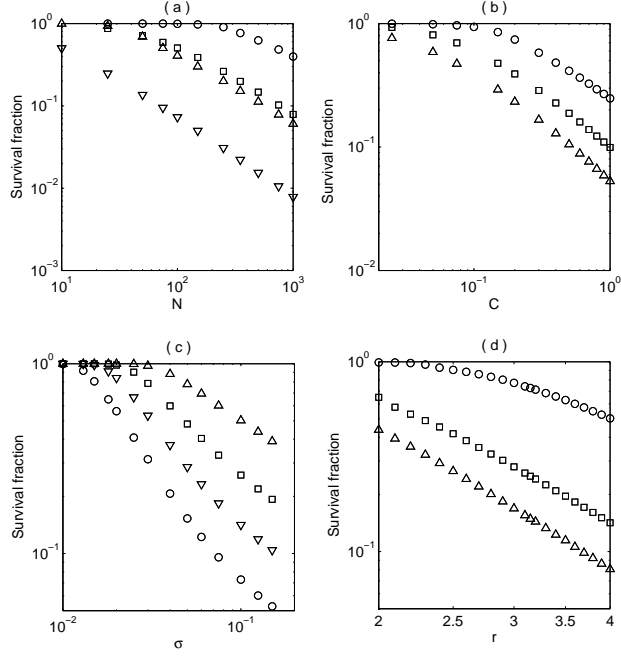 ( a )
10^0
10^-1
10^-2
10^-3
Survival fraction
10^1
10^2
10^3
N
( b )
10^0
10^-1
10^-2
Survival fraction
10^-1
10^0
C
( c )
10^0
10^-1
Survival fraction
10^-2
10^-1
σ
( d )
10^0
10^-1
Survival fraction
2
2.5
3
3.5
4
r